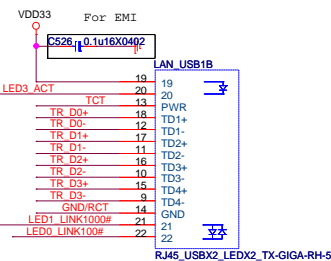 VDD33
For EMI
C526 0.1u16X0402
LAN_USB1B
19 19
LED3_ACT 20 20
TCT 13 PWR
TR_D0+ 18 TD1+
TR_D0- 12 TD1-
TR_D1+ 17 TD2+
TR_D1- 11 TD2-
TR_D2+ 16 TD3+
TR_D2- 10 TD3-
TR_D3+ 15 TD4+
TR_D3- 9 TD4-
GND/RCT 14 GND
LED1_LINK1000# 21 21
LED0_LINK100# 22 22
RJ45_USBX2_LEDX2_TX-GIGA-RH-